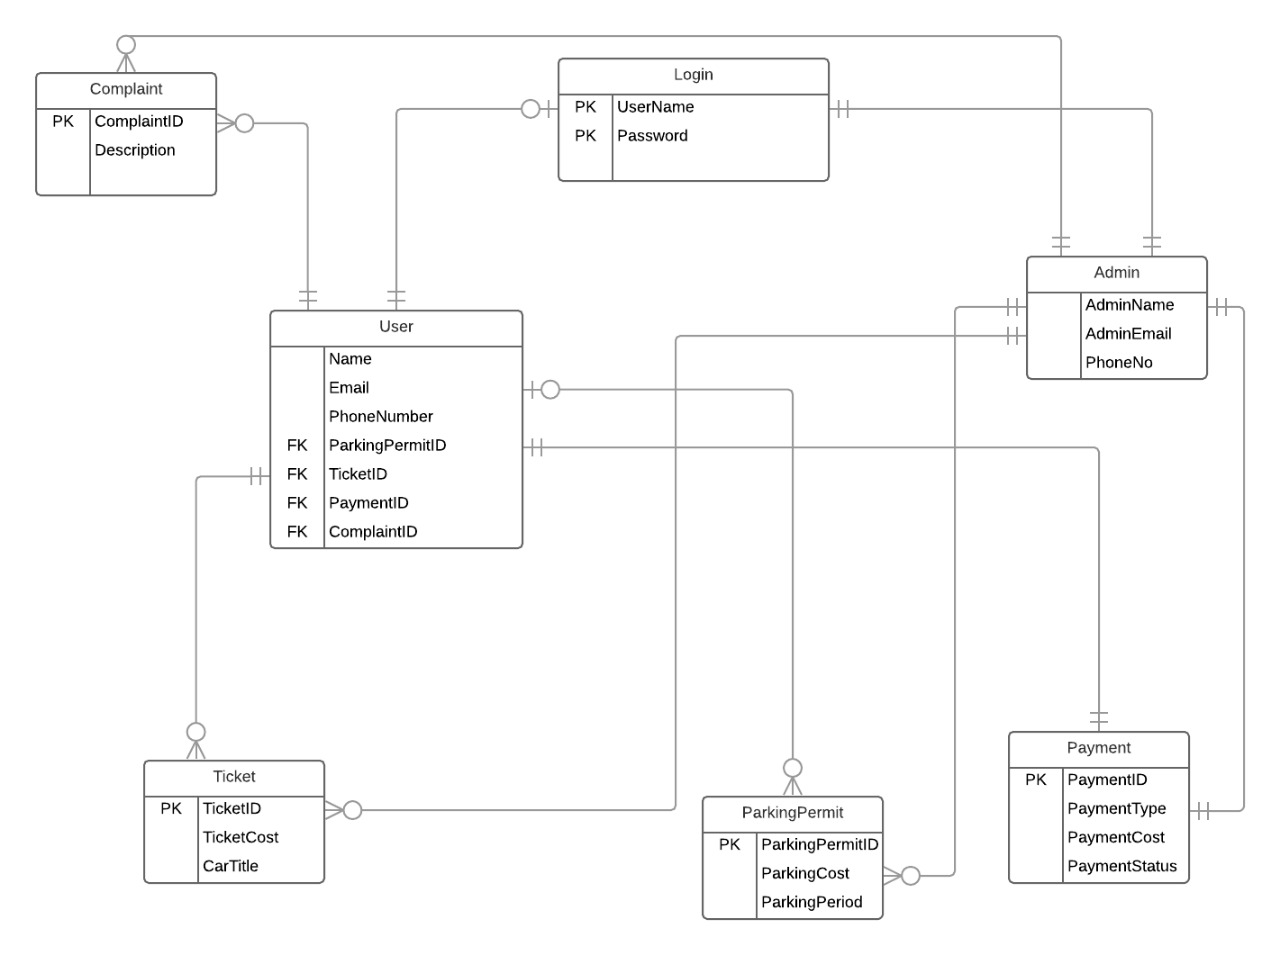 Complaint
PK ComplaintID
Description
Login
PK UserName
PK Password
Admin
AdminName
AdminEmail
PhoneNo
User
Name
Email
PhoneNumber
FK ParkingPermitID
FK TicketID
FK PaymentID
FK ComplaintID
Ticket
PK TicketID
TicketCost
CarTitle
ParkingPermit
PK ParkingPermitID
ParkingCost
ParkingPeriod
Payment
PK PaymentID
PaymentType
PaymentCost
PaymentStatus